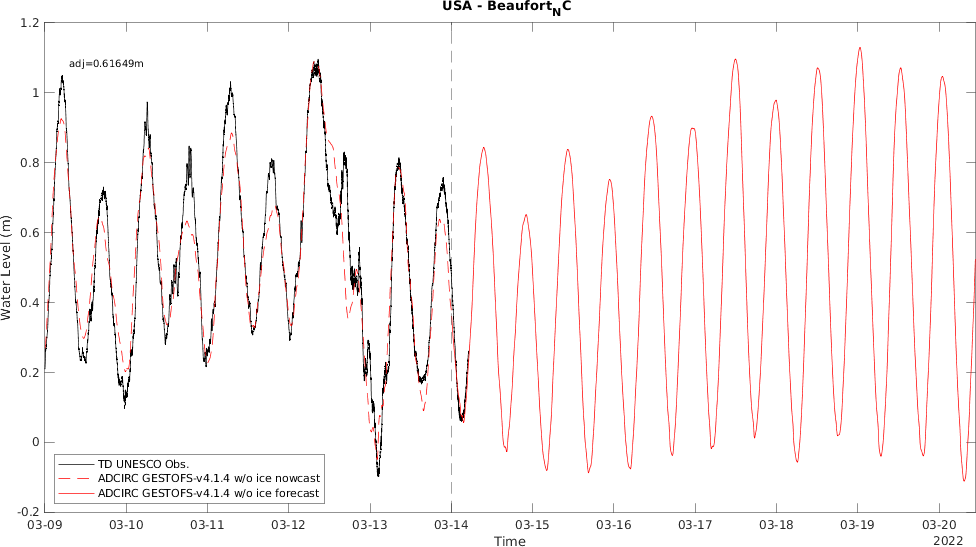 USA - Beaufort_NC
adj=0.61649m
1.2
1
0.8
0.6
0.4
0.2
0
-0.2
Water Level (m)
TD UNESCO Obs.
ADCIRC GESTOFS-v4.1.4 w/o ice nowcast
ADCIRC GESTOFS-v4.1.4 w/o ice forecast
03-09 03-10 03-11 03-12 03-13 03-14 03-15 03-16 03-17 03-18 03-19 03-20
Time
2022